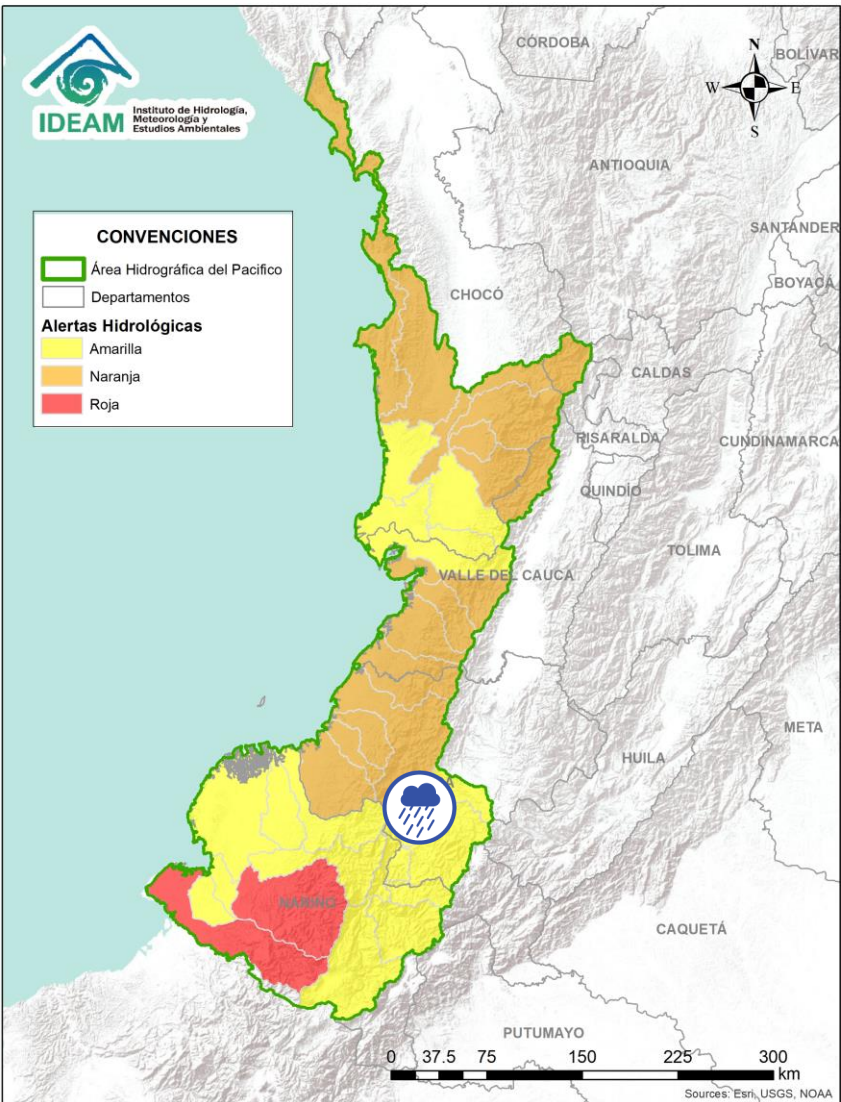 IDEAM
Instituto de Hidrología,
Meteorología y
Estudios Ambientales
N
W E
S
CÓRDOBA
BOLIVAR
ANTIOQUIA
SANTANDER
BOYACÁ
CHOCÓ
CALDAS
RISARALDA
CUNDINAMARCA
QUINDÍO
TOLIMA
VALLE DEL CAUCA
META
HUILA
A
NARIÑO
CAQUETÁ
PUTUMAYO
CONVENCIONES
Área Hidrográfica del Pacifico
Departamentos
Alertas Hidrológicas
Amarilla
Naranja
Roja
0 37.5 75 150 225 300
km
Sources: Esri, USGS, NOAA